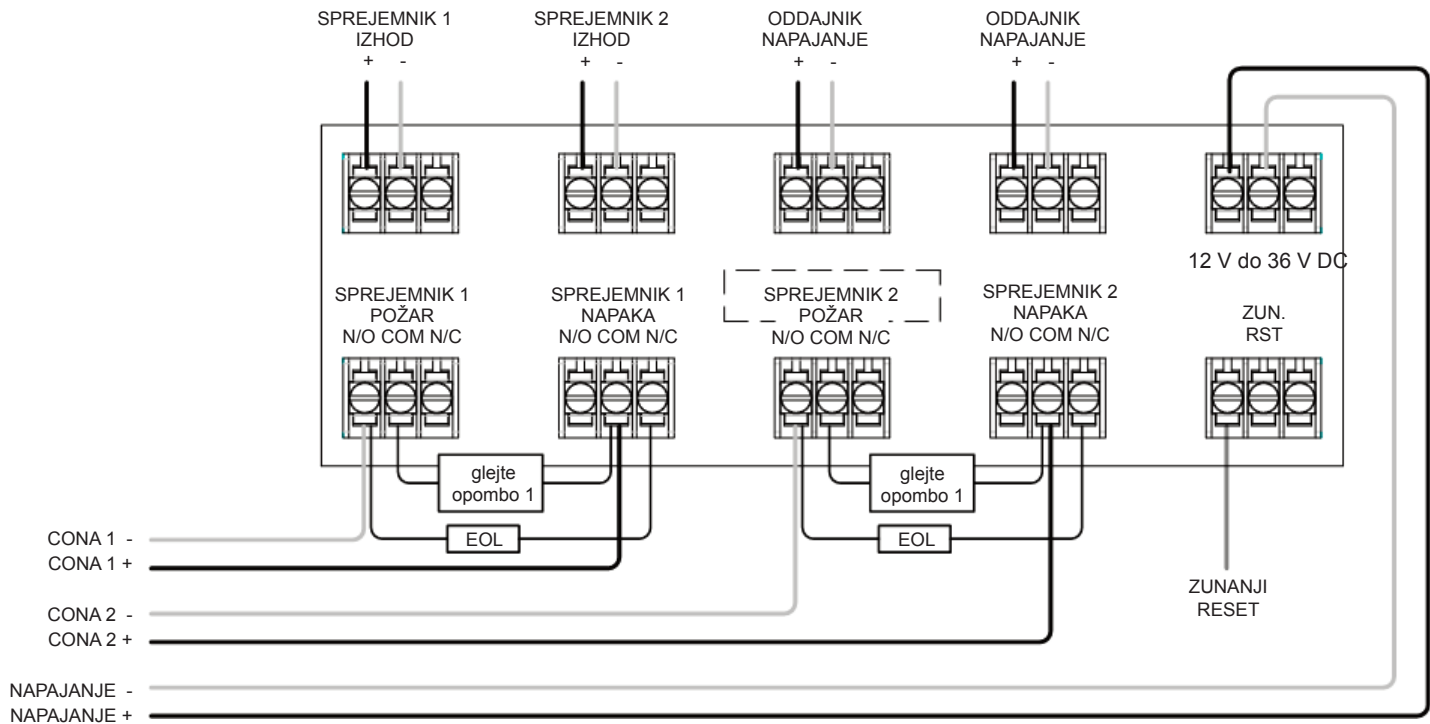 SPREJEMNIK 1
IZHOD
+ -
SPREJEMNIK 2
IZHOD
+ -
ODDAJNIK
NAPAJANJE
+ -
ODDAJNIK
NAPAJANJE
+ -
12 V do 36 V DC
SPREJEMNIK 1
POŽAR
N/O COM N/C
SPREJEMNIK 1
NAPAKA
N/O COM N/C
SPREJEMNIK 2
POŽAR
N/O COM N/C
SPREJEMNIK 2
NAPAKA
N/O COM N/C
ZUN.
RST
glejte
opombo 1
glejte
opombo 1
EOL
EOL
CONA 1 -
CONA 1 +
ZUNANJI
RESET
CONA 2 -
CONA 2 +
NAPAJANJE -
NAPAJANJE +